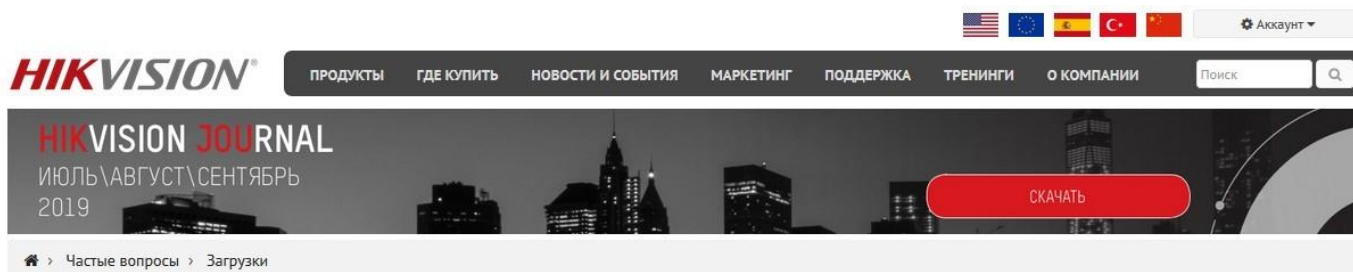 Аккаунт
HIKVISION®
ПРОДУКТЫ ГДЕ КУПИТЬ НОВОСТИ И СОБЫТИЯ МАРКЕТИНГ ПОДДЕРЖКА ТРЕНИНГИ О КОМПАНИИ Поиск
HIKVISION JOURNAL
ИЮЛЬ\АВГУСТ\СЕНТЯБРЬ
2019
СКАЧАТЬ
Частые вопросы › Загрузки